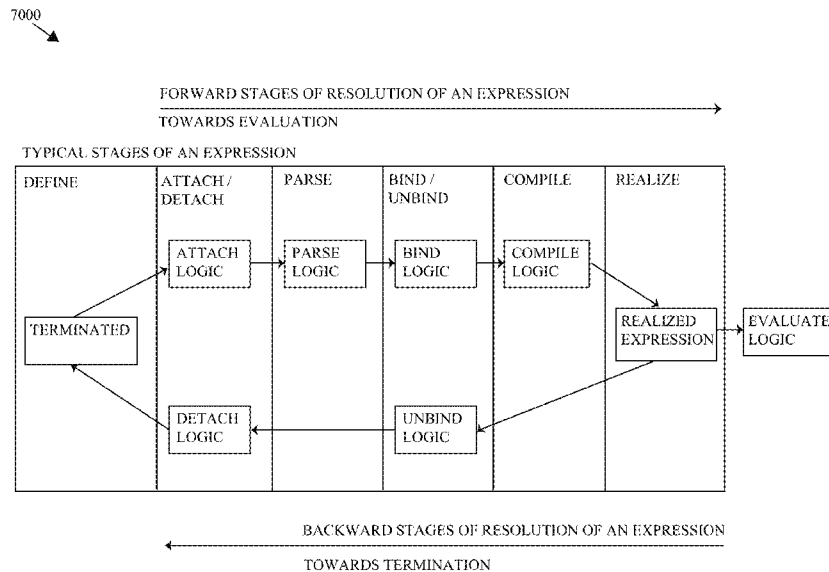 7000
FORWARD STAGES OF RESOLUTION OF AN EXPRESSION
TOWARDS EVALUATION
TYPICAL STAGES OF AN EXPRESSION
DEFINE
ATTACH /
DETACH
PARSE
BIND /
UNBIND
COMPILE
REALIZE
ATTACH
LOGIC
PARSE
LOGIC
BIND
LOGIC
COMPILE
LOGIC
TERMINATED
REALIZED
EXPRESSION
EVALUATE
LOGIC
DETACH
LOGIC
UNBIND
LOGIC
BACKWARD STAGES OF RESOLUTION OF AN EXPRESSION
TOWARDS TERMINATION